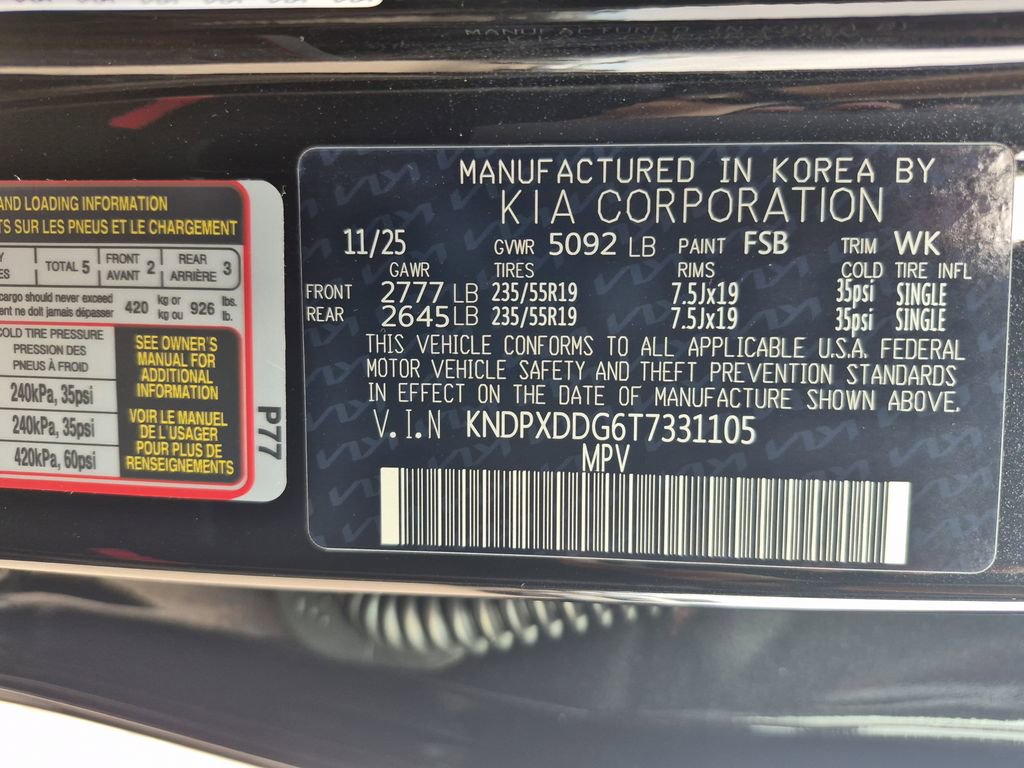 AND LOADING INFORMATION
TS SUR LES PNEUS ET LE CHARGEMENT
TOTAL 5
FRONT
AVANT 2
REAR
ARRIÈRE 3
cargo should never exceed
ent ne doit jamais dépasser
420 kg or kg ou 926 lbs. lb.
COLD TIRE PRESSURE
PRESSION DES
PNEUS À FROID
240kPa, 35psi
240kPa, 35psi
420kPa, 60psi
SEE OWNER'S
MANUAL FOR
ADDITIONAL
INFORMATION
VOIR LE MANUEL
DE L'USAGER
POUR PLUS DE
RENSEIGNEMENTS
P77
MANUFACTURED IN KOREA BY
KIA CORPORATION
11/25 GVWR 5092 LB PAINT FSB TRIM WK
GAWR TIRES RIMS COLD TIRE INFL
FRONT 2777 LB 235/55R19 7.5Jx19 35psi SINGLE
REAR 2645 LB 235/55R19 7.5Jx19 35psi SINGLE
THIS VEHICLE CONFORMS TO ALL APPLICABLE U.S.A. FEDERAL
MOTOR VEHICLE SAFETY AND THEFT PREVENTION STANDARDS
IN EFFECT ON THE DATE OF MANUFACTURE SHOWN ABOVE.
V.I.N KNDPXDDG6T7331105
MPV